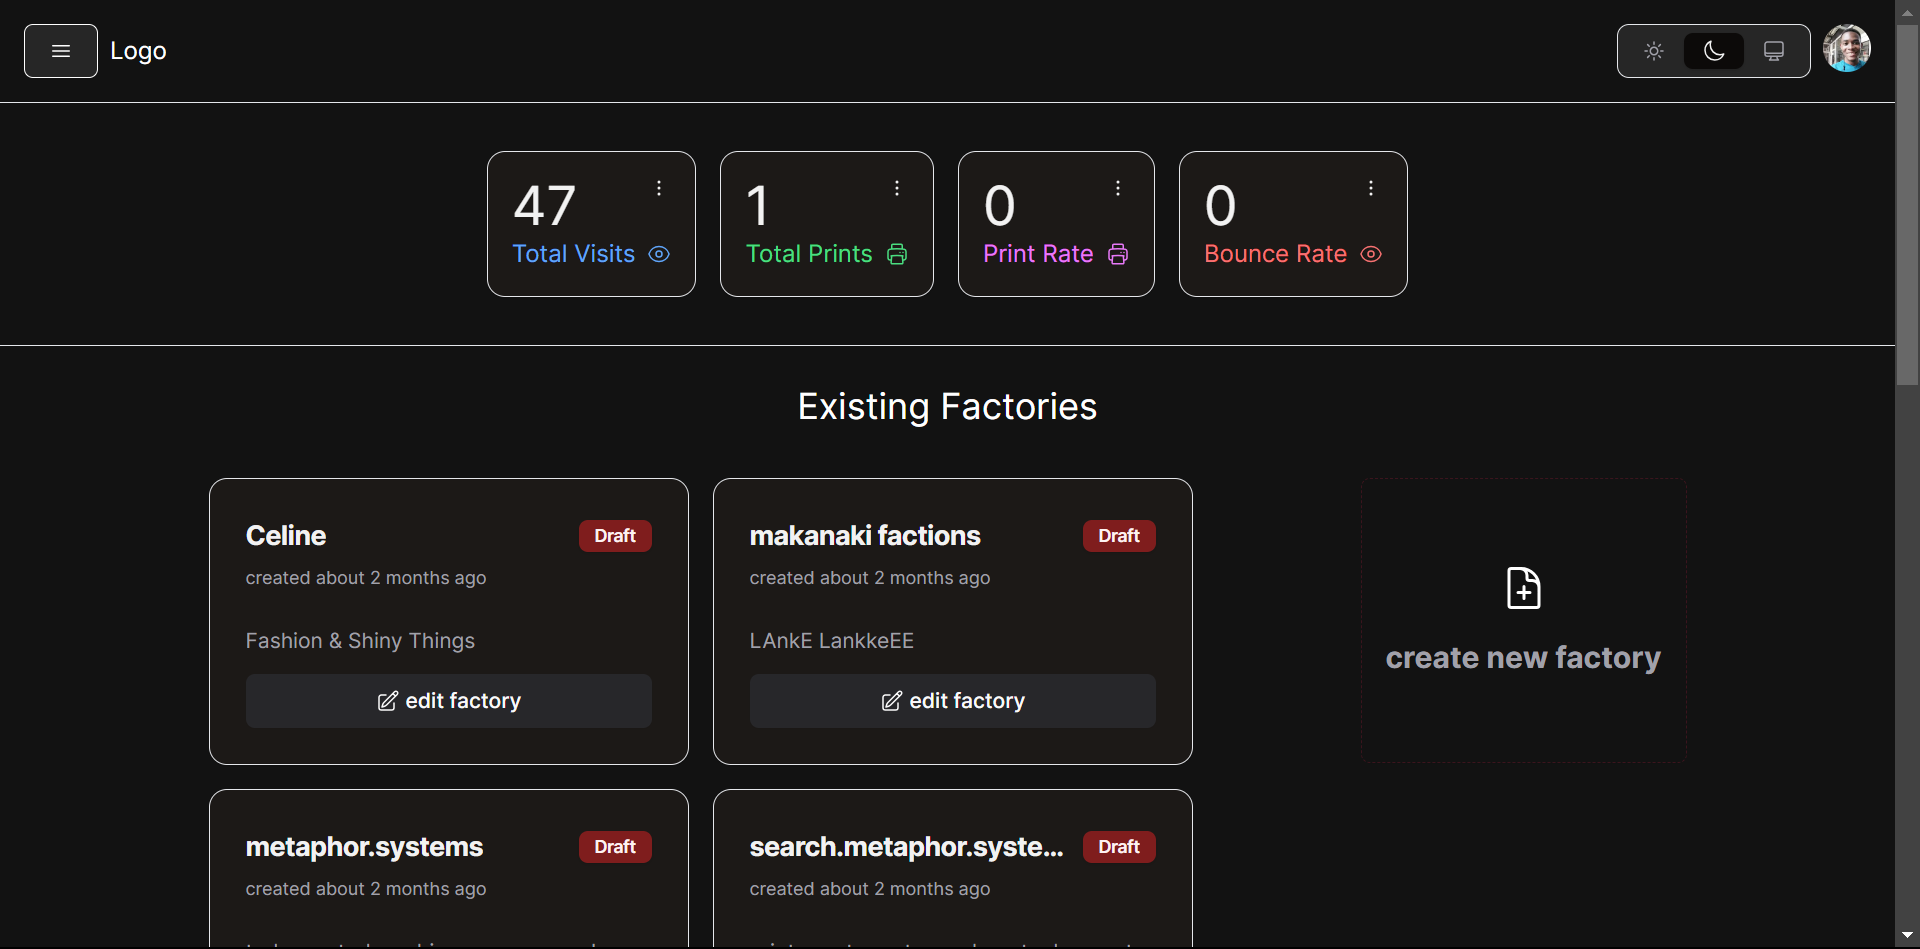 Logo
47
Total Visits
1
Total Prints
0
Print Rate
0
Bounce Rate
Existing Factories
Celine
Draft
created about 2 months ago
Fashion & Shiny Things
edit factory
makanaki factions
Draft
created about 2 months ago
LAnkE LankkeEE
edit factory
create new factory
metaphor.systems
Draft
created about 2 months ago
search.metaphor.syste...
Draft
created about 2 months ago